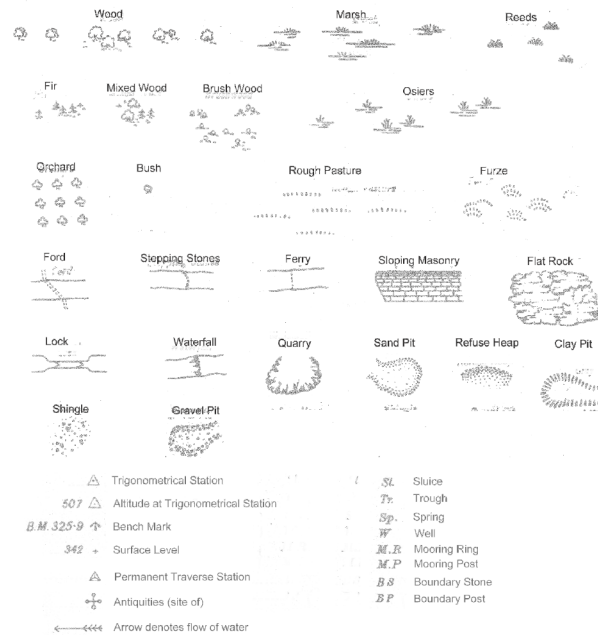 Wood Marsh Reeds
Fir Mixed Wood Brush Wood Osiers
Orchard Bush Rough Pasture Furze
Ford Stepping Stones Ferry Sloping Masonry Flat Rock
Ford
Lock Waterfall Quarry Sand Pit Refuse Heap Clay Pit
Shingle Gravel Pit
Trigonometrical Station
507 Altitude at Trigonometrical Station
B.M.325·9 Bench Mark
342 + Surface Level
Permanent Traverse Station
Antiquities (site of)
Arrow denotes flow of water
Sl. Sluice
Tr. Trough
Sp. Spring
W Well
M.R Mooring Ring
M.P Mooring Post
B S Boundary Stone
B P Boundary Post